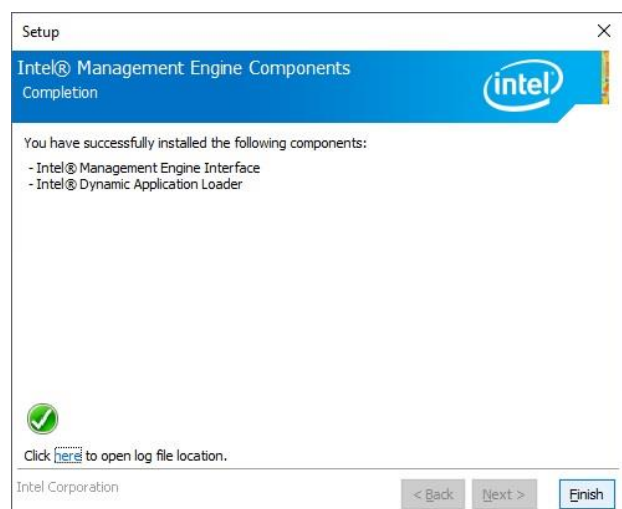 Setup
Intel® Management Engine Components
Completion
intel
You have successfully installed the following components:
- Intel® Management Engine Interface
- Intel® Dynamic Application Loader
Click here to open log file location.
Intel Corporation
< Back Next > Finish